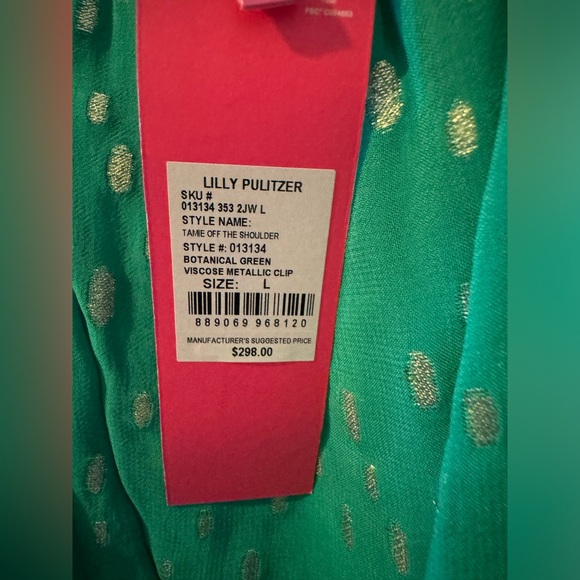 LILLY PULITZER
SKU #
013134 353 2JW L
STYLE NAME:
TAMIE OFF THE SHOULDER
STYLE #: 013134
BOTANICAL GREEN
VISCOSE METALLIC CLIP
SIZE: L
889069 968120
MANUFACTURER'S SUGGESTED PRICE
$298.00